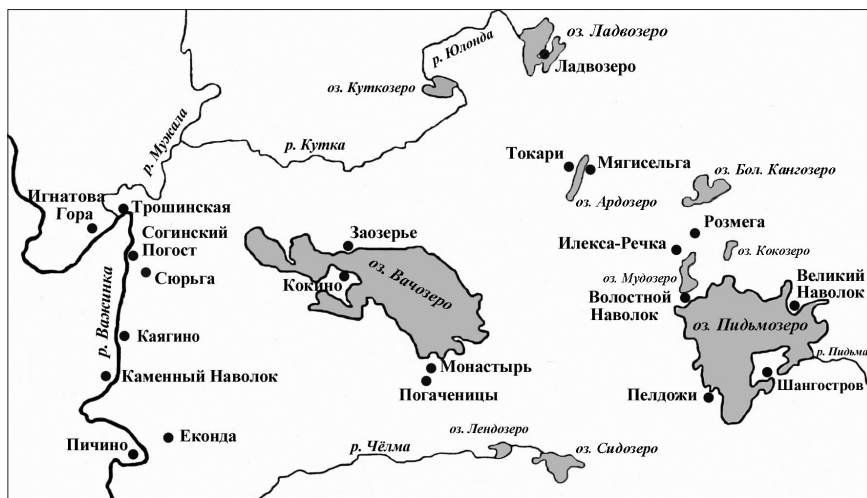 оз. Ладвозеро
р. Юлонда
Ладвозеро
оз. Куткозеро
р. Мужала
р. Кутка
Токари
Мягисельга
оз. Бол. Кангозеро
оз. Ардозеро
Игнатова
Гора
Трошинская
Согинский
Погост
Сюрьга
Заозерье
оз. Вачозеро
Кокино
Розмега
Илекса-Речка
оз. Кокозеро
оз. Мудозеро
Великий
Наволок
Волостной
Наволок
оз. Пидьмозеро
р. Пидьма
р. Важинка
Каягино
Каменный Наволок
Монастырь
Погаченицы
Шангостров
Пелдожи
Пичино
Еконда
р. Чёлма
оз. Лендозеро
оз. Сидозеро